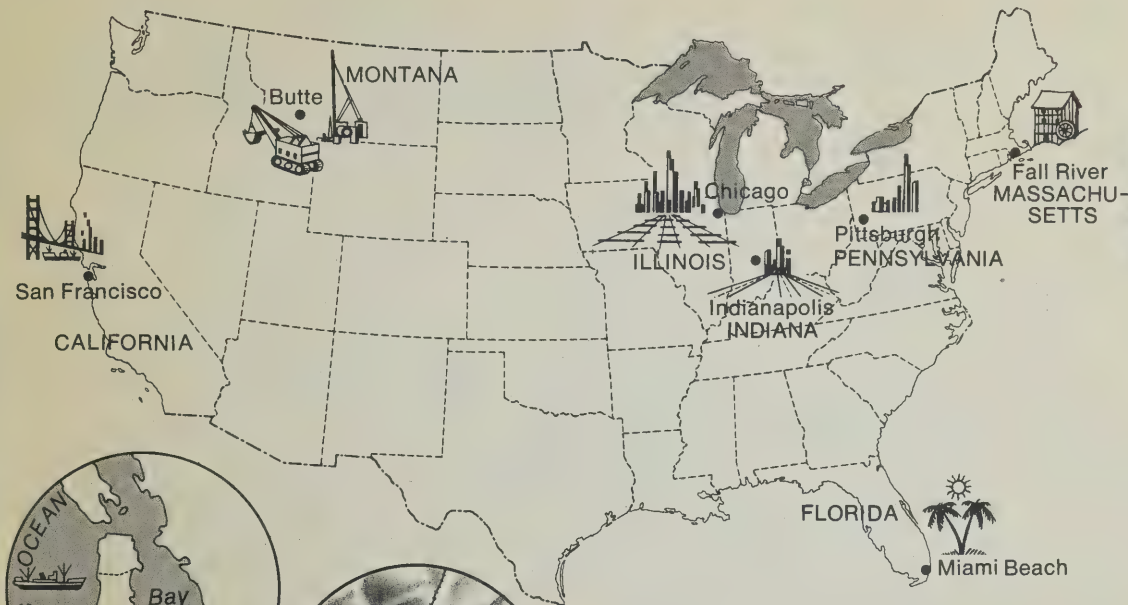 MONTANA
Butte
Chicago
ILLINOIS
Indianapolis
INDIANA
Pittsburgh
PENNSYLVANIA
Fall River
MASSACHU-
SETTS
San Francisco
CALIFORNIA
FLORIDA
Miami Beach
OCEAN
Bay